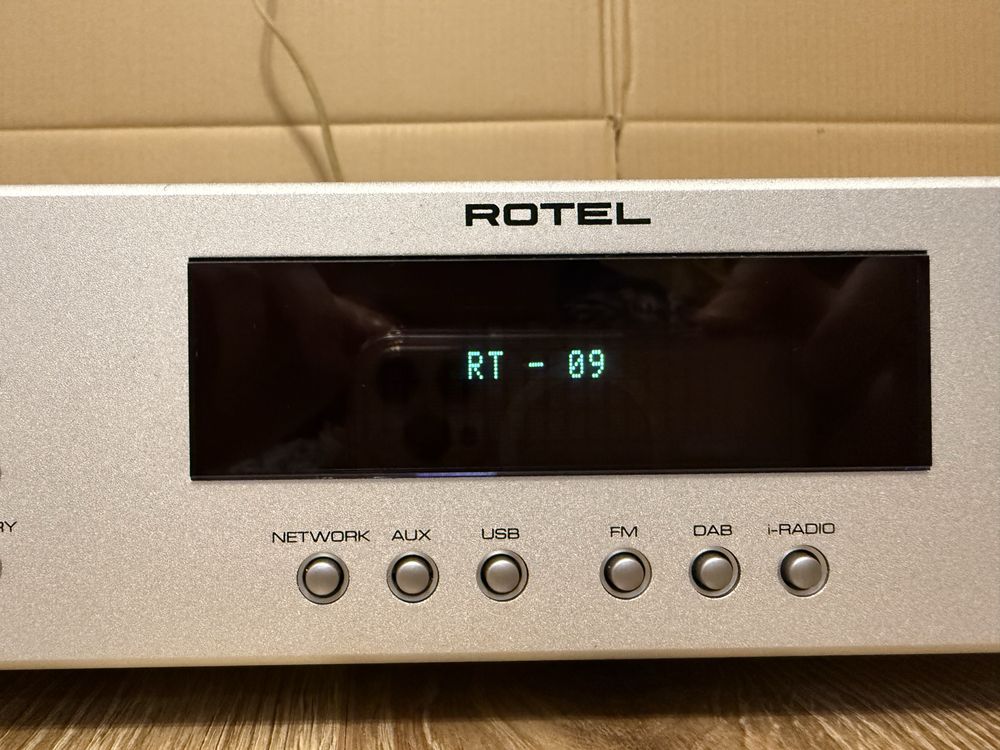 ROTEL
RT - 09
RY
NETWORK AUX USB FM DAB i-RADIO